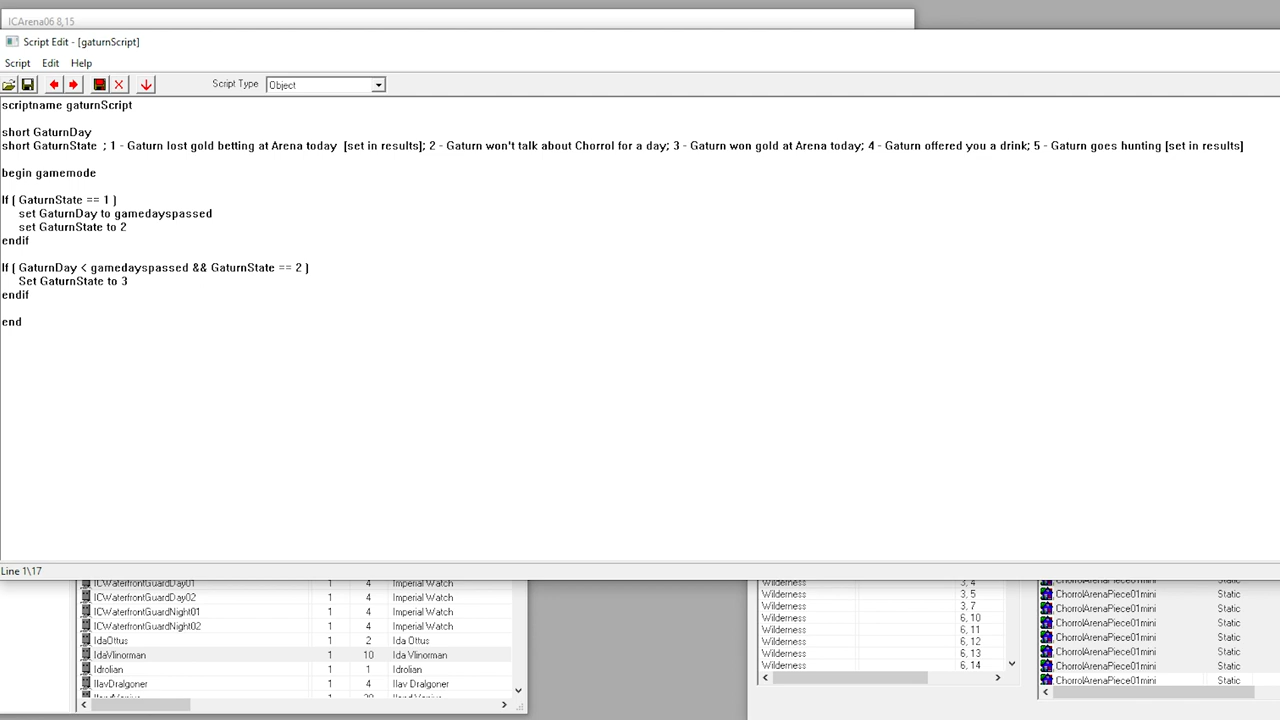 ICArena06 8,15
Script Edit - [gaturnScript]
Script Edit Help
Script Type Object
scriptname gaturnScript
short GaturnDay
short GaturnState ; 1 - Gaturn lost gold betting at Arena today [set in results]; 2 - Gaturn won't talk about Chorrol for a day; 3 - Gaturn won gold at Arena today; 4 - Gaturn offered you a drink; 5 - Gaturn goes hunting [set in results]
begin gamemode
If ( GaturnState == 1 )
set GaturnDay to gamedayspassed
set GaturnState to 2
endif
If ( GaturnDay < gamedayspassed && GaturnState == 2 )
Set GaturnState to 3
endif
end
Line 1\17
ICWaterfrontGuardDay01 1 4 Imperial Watch
ICWaterfrontGuardDay02 1 4 Imperial Watch
ICWaterfrontGuardNight01 1 4 Imperial Watch
ICWaterfrontGuardNight02 1 4 Imperial Watch
IdaOttus 1 2 Ida Ottus
IdaVlinorman 1 10 Ida Vlinorman
Idrolian 1 1 Idrolian
IlavDralgoner 1 4 Ilav Dralgoner
Wilderness 3, 4
Wilderness 3, 5
Wilderness 3, 7
Wilderness 6, 10
Wilderness 6, 11
Wilderness 6, 12
Wilderness 6, 13
Wilderness 6, 14
ChorrolArenaPiece01mini Static
ChorrolArenaPiece01mini Static
ChorrolArenaPiece01mini Static
ChorrolArenaPiece01mini Static
ChorrolArenaPiece01mini Static
ChorrolArenaPiece01mini Static
ChorrolArenaPiece01mini Static
ChorrolArenaPiece01mini Static